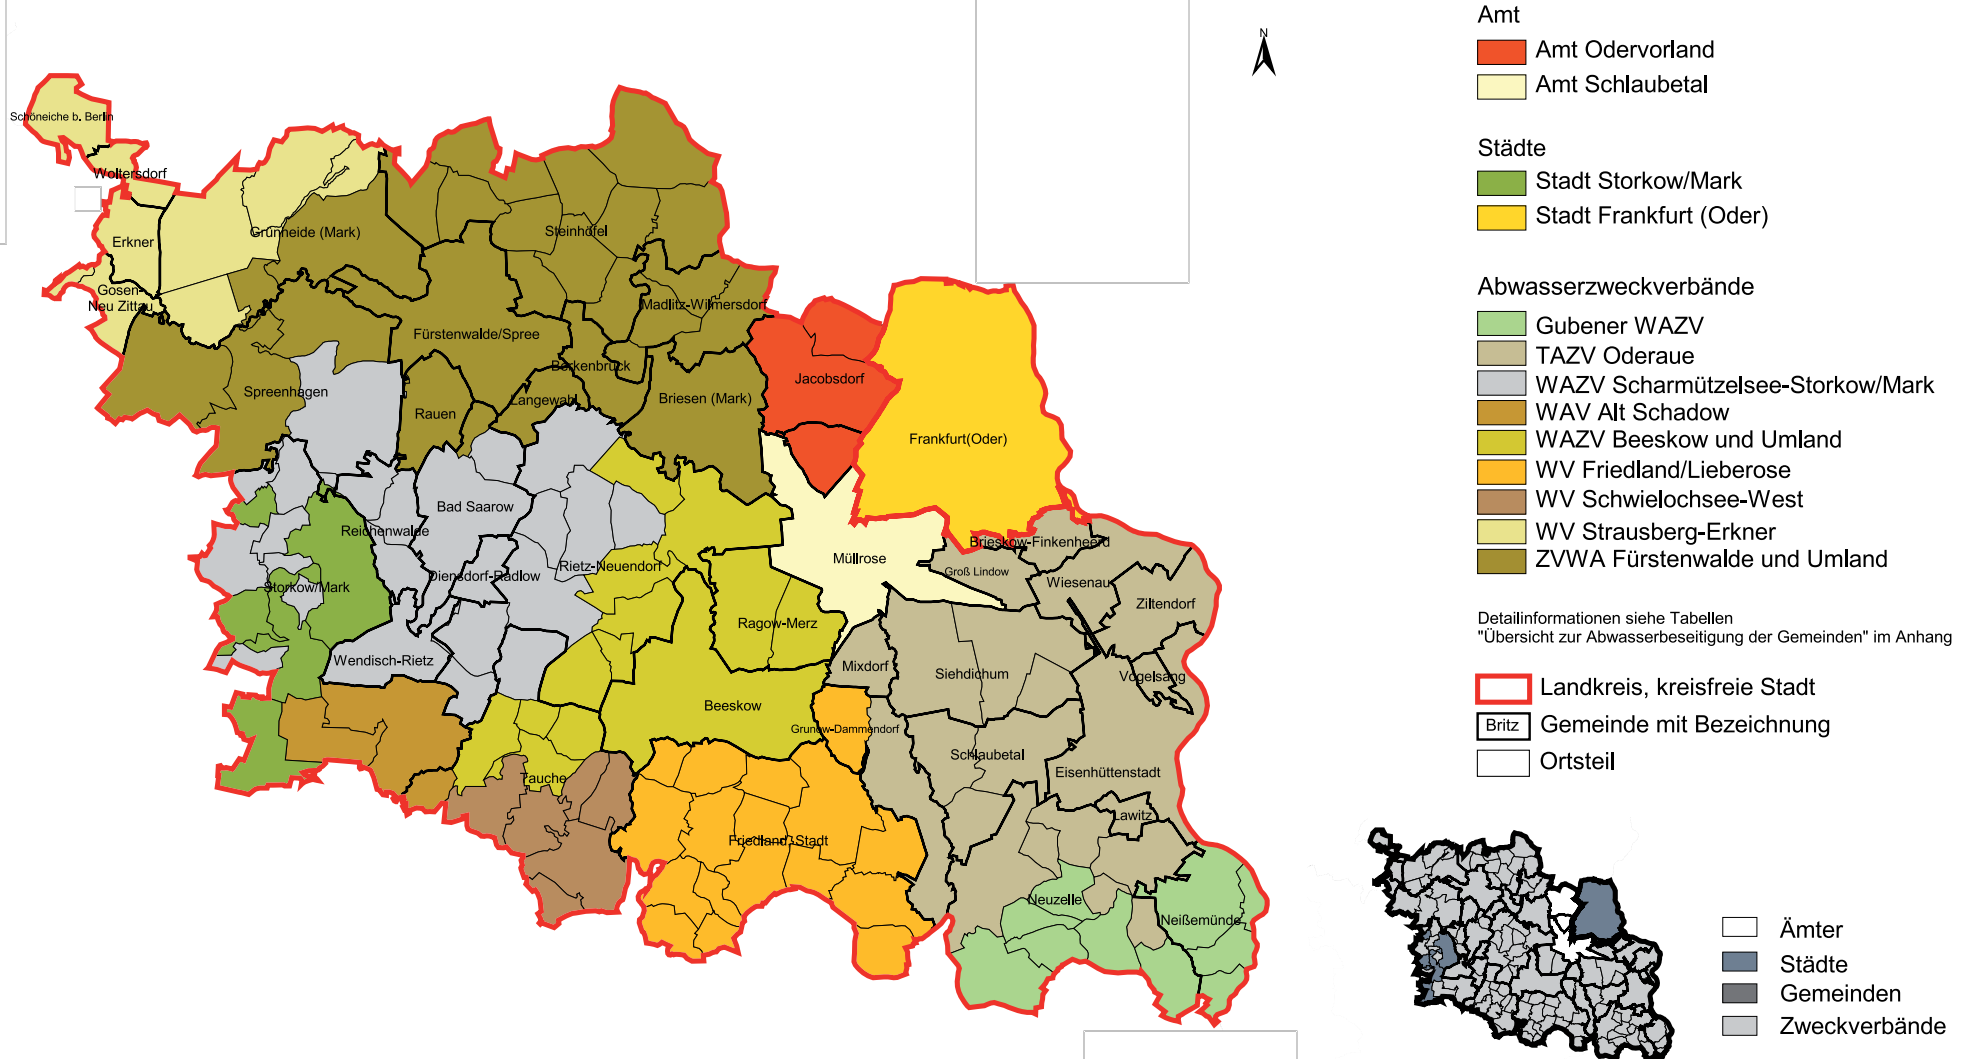 Amt
Amt Odervorland
Amt Schlaubetal
Städte
Stadt Storkow/Mark
Stadt Frankfurt (Oder)
Abwasserzweckverbände
Gubener WAZV
TAZV Oderaue
WAZV Scharmützelsee-Storkow/Mark
WAV Alt Schadow
WAZV Beeskow und Umland
WV Friedland/Lieberose
WV Schwielochsee-West
WV Strausberg-Erkner
ZVWA Fürstenwalde und Umland
Detailinformationen siehe Tabellen
"Übersicht zur Abwasserbeseitigung der Gemeinden" im Anhang
Landkreis, kreisfreie Stadt
Britz Gemeinde mit Bezeichnung
Ortsteil
Ämter
Städte
Gemeinden
Zweckverbände
N
Schöneiche b. Berlin
Woltersdorf
Erkner
Grünheide (Mark)
Steinhöfel
Gosen-
Neu Zittau
Madlitz-Wilmersdorf
Fürstenwalde/Spree
Berkenbrück
Jacobsdorf
Spreenhagen
Rauen
Langewahl
Briesen (Mark)
Frankfurt(Oder)
Bad Saarow
Reichenwalde
Brieskow-Finkenheerd
Müllrose
Groß Lindow
Diensdorf-Radlow
Rietz-Neuendorf
Wiesenau
Storkow/Mark
Ziltendorf
Ragow-Merz
Wendisch-Rietz
Mixdorf
Siehdichum
Vogelsang
Beeskow
Grunow-Dammendorf
Schlaubetal
Eisenhüttenstadt
Tauche
Lawitz
Friedland, Stadt
Neuzelle
Neißemünde